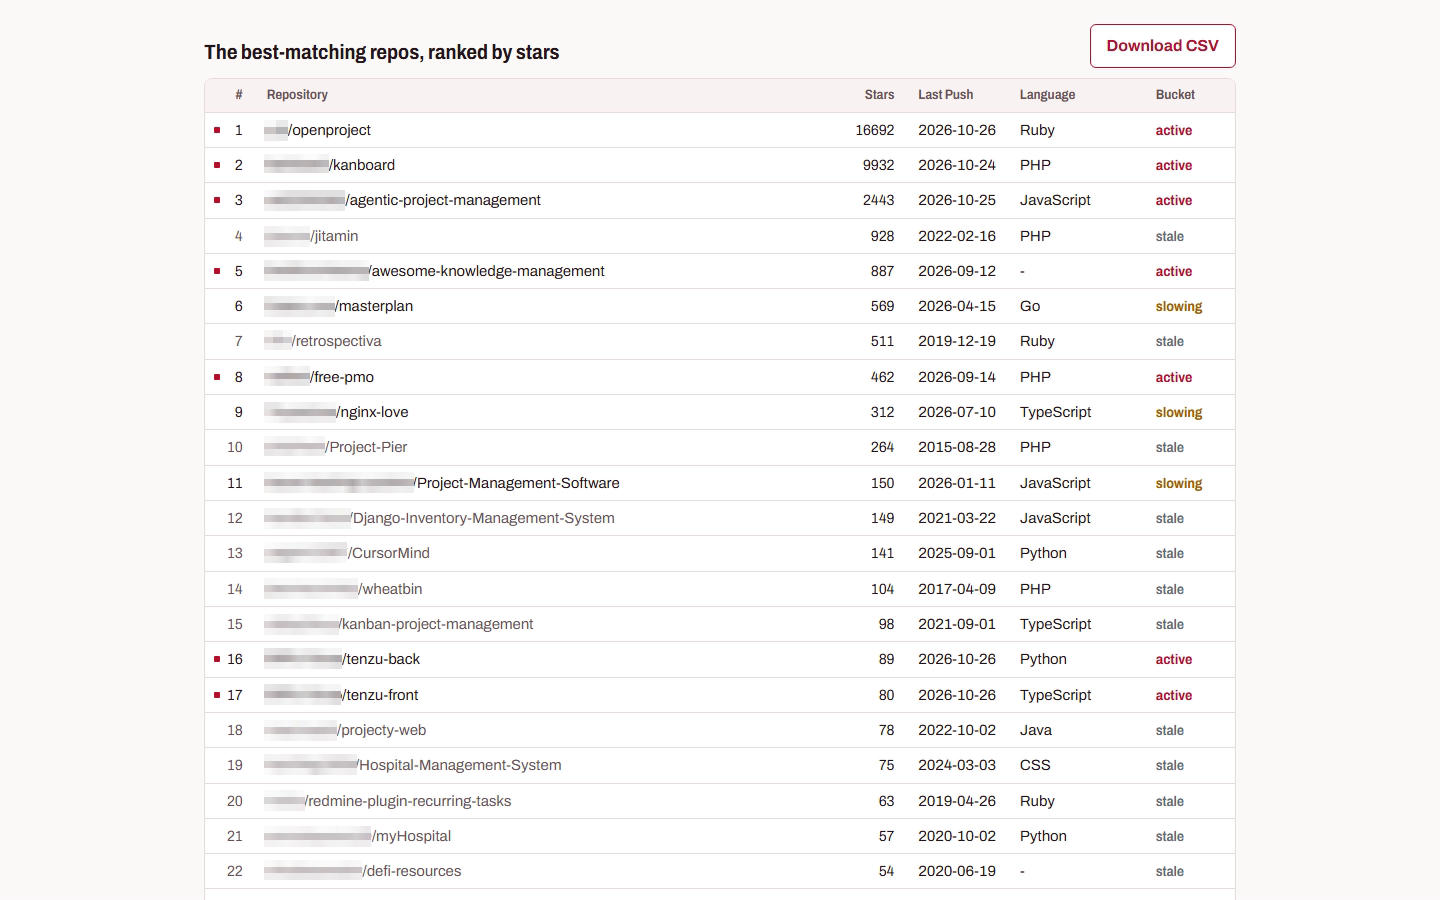 The best-matching repos, ranked by stars
Download CSV
# Repository Stars Last Push Language Bucket
1 /openproject 16692 2026-10-26 Ruby active
2 /kanboard 9932 2026-10-24 PHP active
3 /agentic-project-management 2443 2026-10-25 JavaScript active
4 /jitamin 928 2022-02-16 PHP stale
5 /awesome-knowledge-management 887 2026-09-12 - active
6 /masterplan 569 2026-04-15 Go slowing
7 /retrospectiva 511 2019-12-19 Ruby stale
8 /free-pmo 462 2026-09-14 PHP active
9 /nginx-love 312 2026-07-10 TypeScript slowing
10 /Project-Pier 264 2015-08-28 PHP stale
11 /Project-Management-Software 150 2026-01-11 JavaScript slowing
12 /Django-Inventory-Management-System 149 2021-03-22 JavaScript stale
13 /CursorMind 141 2025-09-01 Python stale
14 /wheatbin 104 2017-04-09 PHP stale
15 /kanban-project-management 98 2021-09-01 TypeScript stale
16 /tenzu-back 89 2026-10-26 Python active
17 /tenzu-front 80 2026-10-26 TypeScript active
18 /projecty-web 78 2022-10-02 Java stale
19 /Hospital-Management-System 75 2024-03-03 CSS stale
20 /redmine-plugin-recurring-tasks 63 2019-04-26 Ruby stale
21 /myHospital 57 2020-10-02 Python stale
22 /defi-resources 54 2020-06-19 - stale